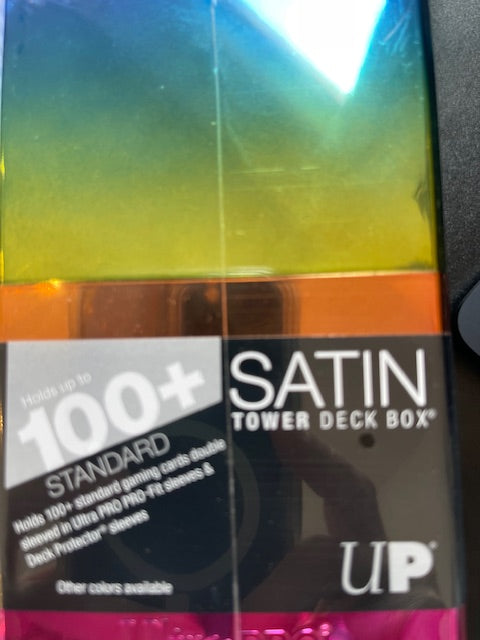 Holds up to
100+
STANDARD
Holds 100+ standard gaming cards double
sleeved in Ultra PRO PRO-Fit sleeves &
Deck Protector™ sleeves
Other colors available
SATIN
TOWER DECK BOX®
UP®